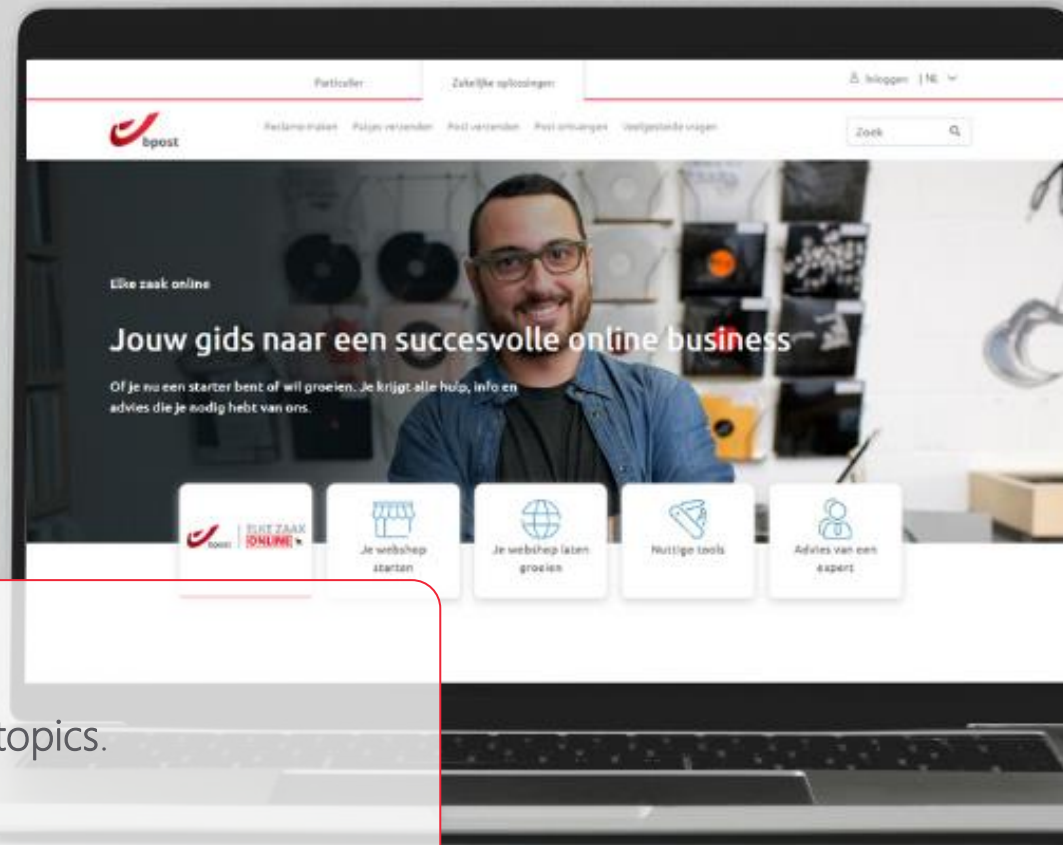 Particulier
Zakelijke oplossingen
Inloggen | NL
bpost
Reclame maken Pakjes verzenden Post verzenden Post ontvangen Veelgestelde vragen
Zoek
Elke zaak online
Jouw gids naar een succesvolle online business
Of je nu een starter bent of wil groeien. Je krijgt alle hulp, info en
advies die je nodig hebt van ons.
bpost | ELKE ZAAK
ONLINE
Je webshop
starten
Je webshop laten
groeien
Nuttige tools
Advies van een
expert
topics.